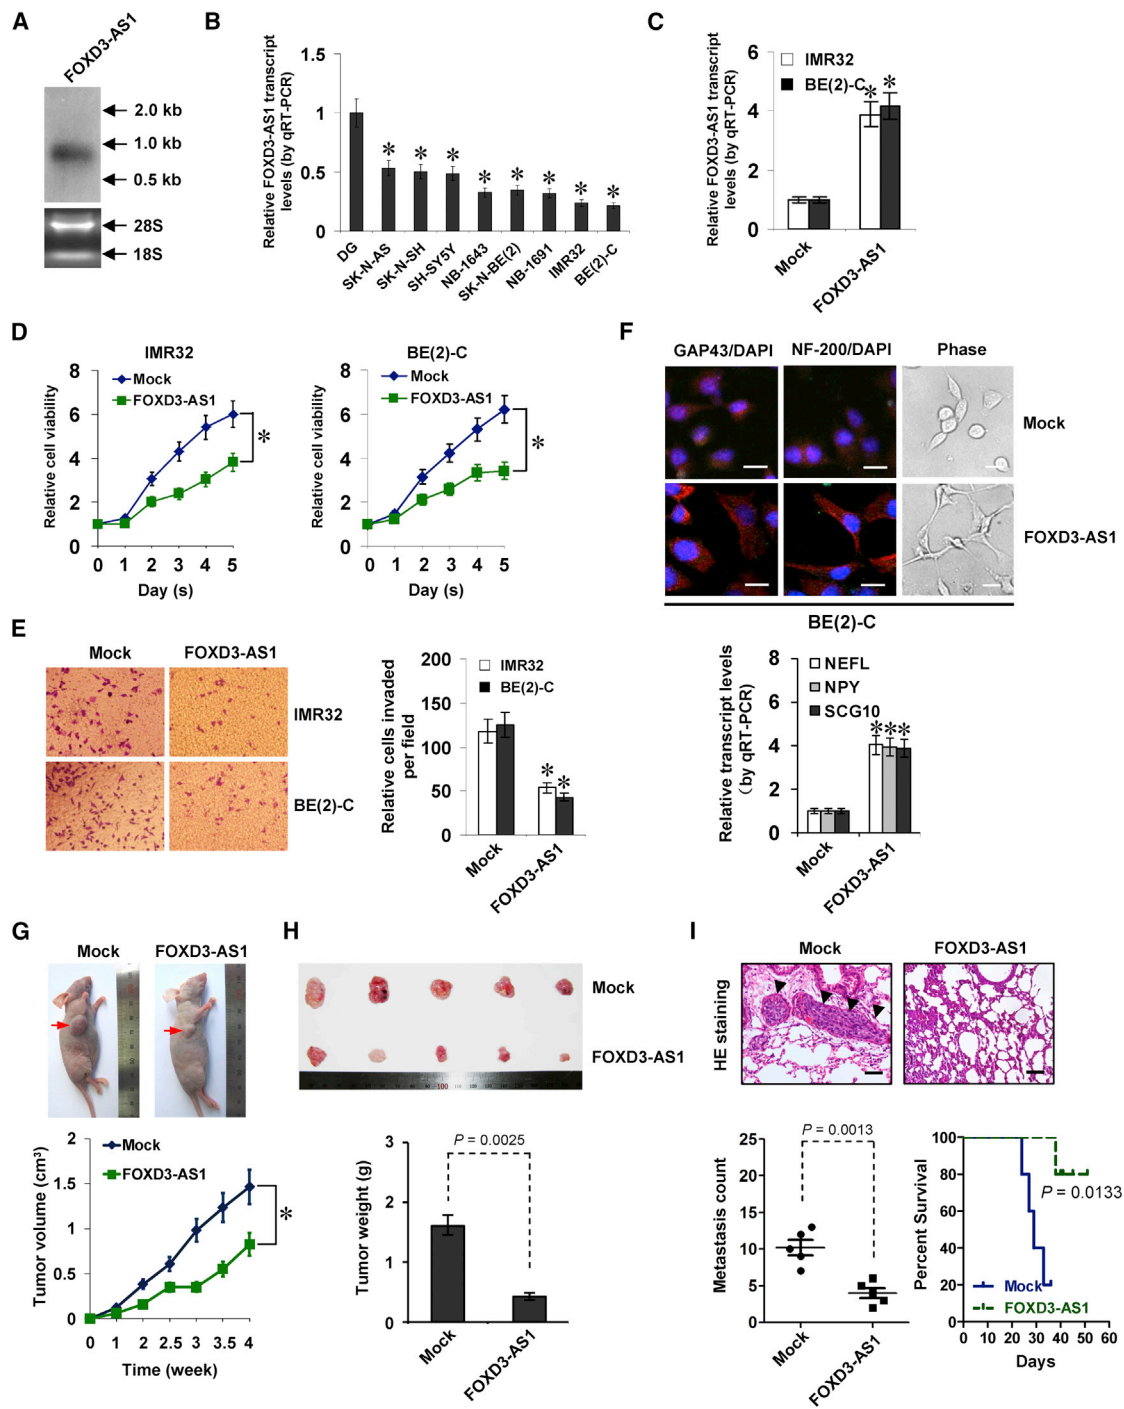 A
FOXD3-AS1
2.0 kb
1.0 kb
0.5 kb
28S
18S
B
Relative FOXD3-AS1 transcript
levels (by qRT-PCR)
1.5
1
0.5
0
* * * * * * * *
DG
SK-N-AS
SK-N-SH
SH-SY5Y
NB-1643
SK-N-BE(2)
NB-1691
IMR32
BE(2)-C
C
Relative FOXD3-AS1 transcript
levels (by qRT-PCR)
6
4
2
0
IMR32
BE(2)-C
* *
Mock
FOXD3-AS1
D
IMR32
Relative cell viability
8
6
4
2
0
Mock
FOXD3-AS1
*
0 1 2 3 4 5
Day (s)
BE(2)-C
Relative cell viability
8
6
4
2
0
Mock
FOXD3-AS1
*
0 1 2 3 4 5
Day (s)
E
Mock FOXD3-AS1
IMR32
BE(2)-C
Relative cells invaded
per field
200
150
100
50
0
IMR32
BE(2)-C
* *
Mock
FOXD3-AS1
F
GAP43/DAPI NF-200/DAPI Phase
Mock
FOXD3-AS1
BE(2)-C
Relative transcript levels
(by qRT-PCR)
8
6
4
2
0
NEFL
NPY
SCG10
***
Mock
FOXD3-AS1
G
Mock FOXD3-AS1
Tumor volume (cm³)
2
1.5
1
0.5
0
Mock
FOXD3-AS1
*
0 1 2 2.5 3 3.5 4
Time (week)
H
Mock
FOXD3-AS1
100
Tumor weight (g)
3
2
1
0
P = 0.0025
Mock
FOXD3-AS1
I
Mock FOXD3-AS1
HE staining
Metastasis count
25
20
15
10
5
0
P = 0.0013
Mock
FOXD3-AS1
Percent Survival
100
80
60
40
20
0
P = 0.0133
Mock
FOXD3-AS1
0 10 20 30 40 50 60
Days